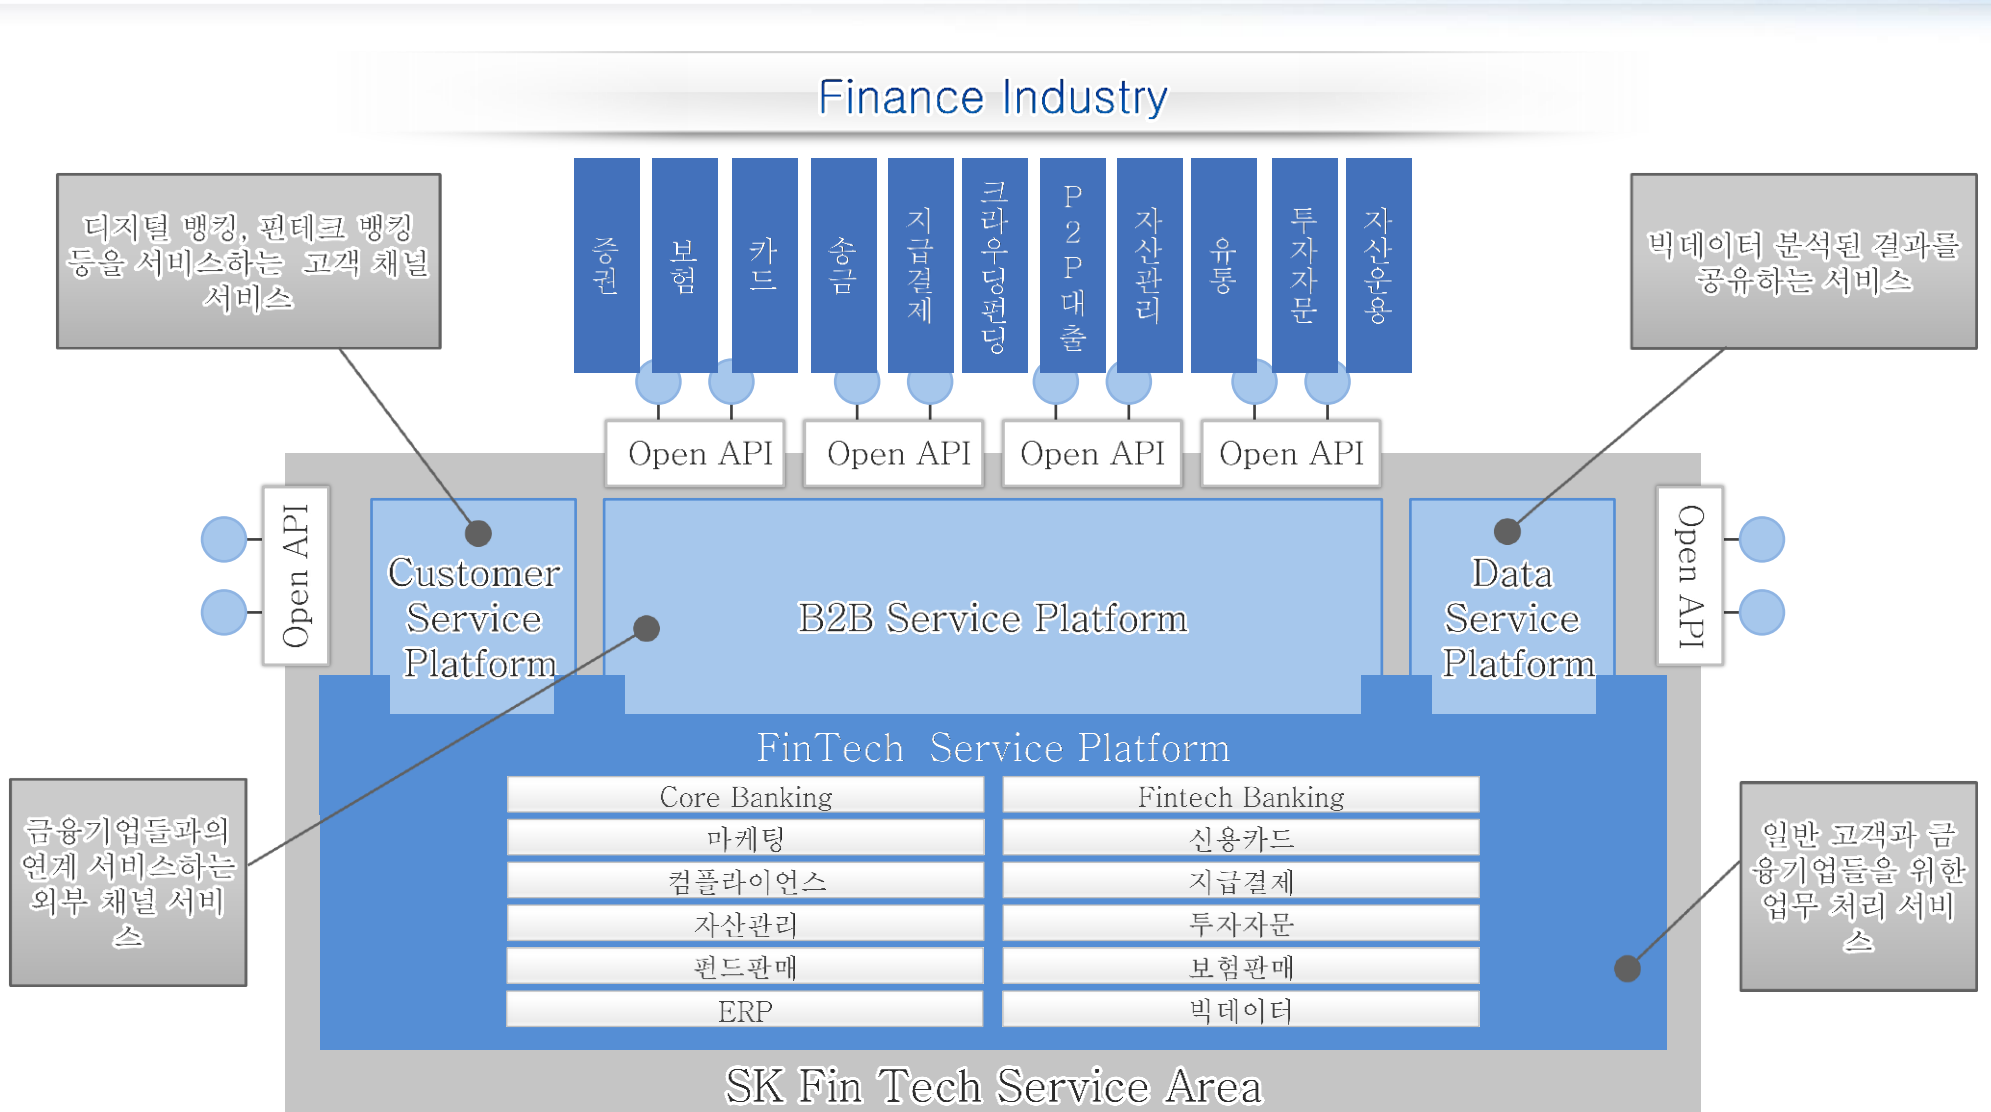 Finance Industry
디지털 뱅킹, 핀테크 뱅킹
등을 서비스하는 고객 채널
서비스
증권
보험
카드
송금
지급결제
크라우딩펀딩
P2P대출
자산관리
유통
투자자문
자산운용
빅데이터 분석된 결과를
공유하는 서비스
Open API
Open API
Open API
Open API
Open API
Open API
Customer
Service
Platform
B2B Service Platform
Data
Service
Platform
FinTech Service Platform
Core Banking
Fintech Banking
마케팅
신용카드
컴플라이언스
지급결제
자산관리
투자자문
펀드판매
보험판매
ERP
빅데이터
금융기업들과의
연계 서비스하는
외부 채널 서비
스
일반 고객과 금
융기업들을 위한
업무 처리 서비
스
SK Fin Tech Service Area